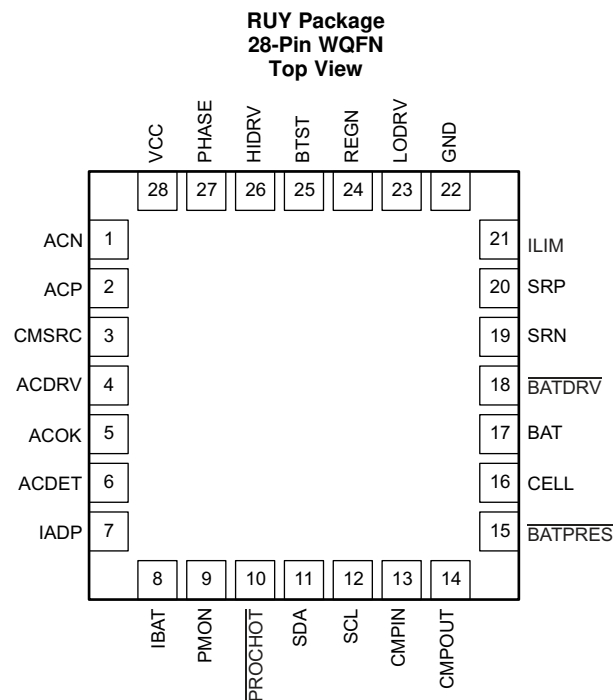 RUY Package
28-Pin WQFN
Top View
VCC
PHASE
HIDRV
BTST
REGN
LODRV
GND
28
27
26
25
24
23
22
ACN
1
ACP
2
CMSRC
3
ACDRV
4
ACOK
5
ACDET
6
IADP
7
21
ILIM
20
SRP
19
SRN
18
BATDRV
17
BAT
16
CELL
15
BATPRES
8
9
10
11
12
13
14
IBAT
PMON
PROCHOT
SDA
SCL
CMPIN
CMPOUT